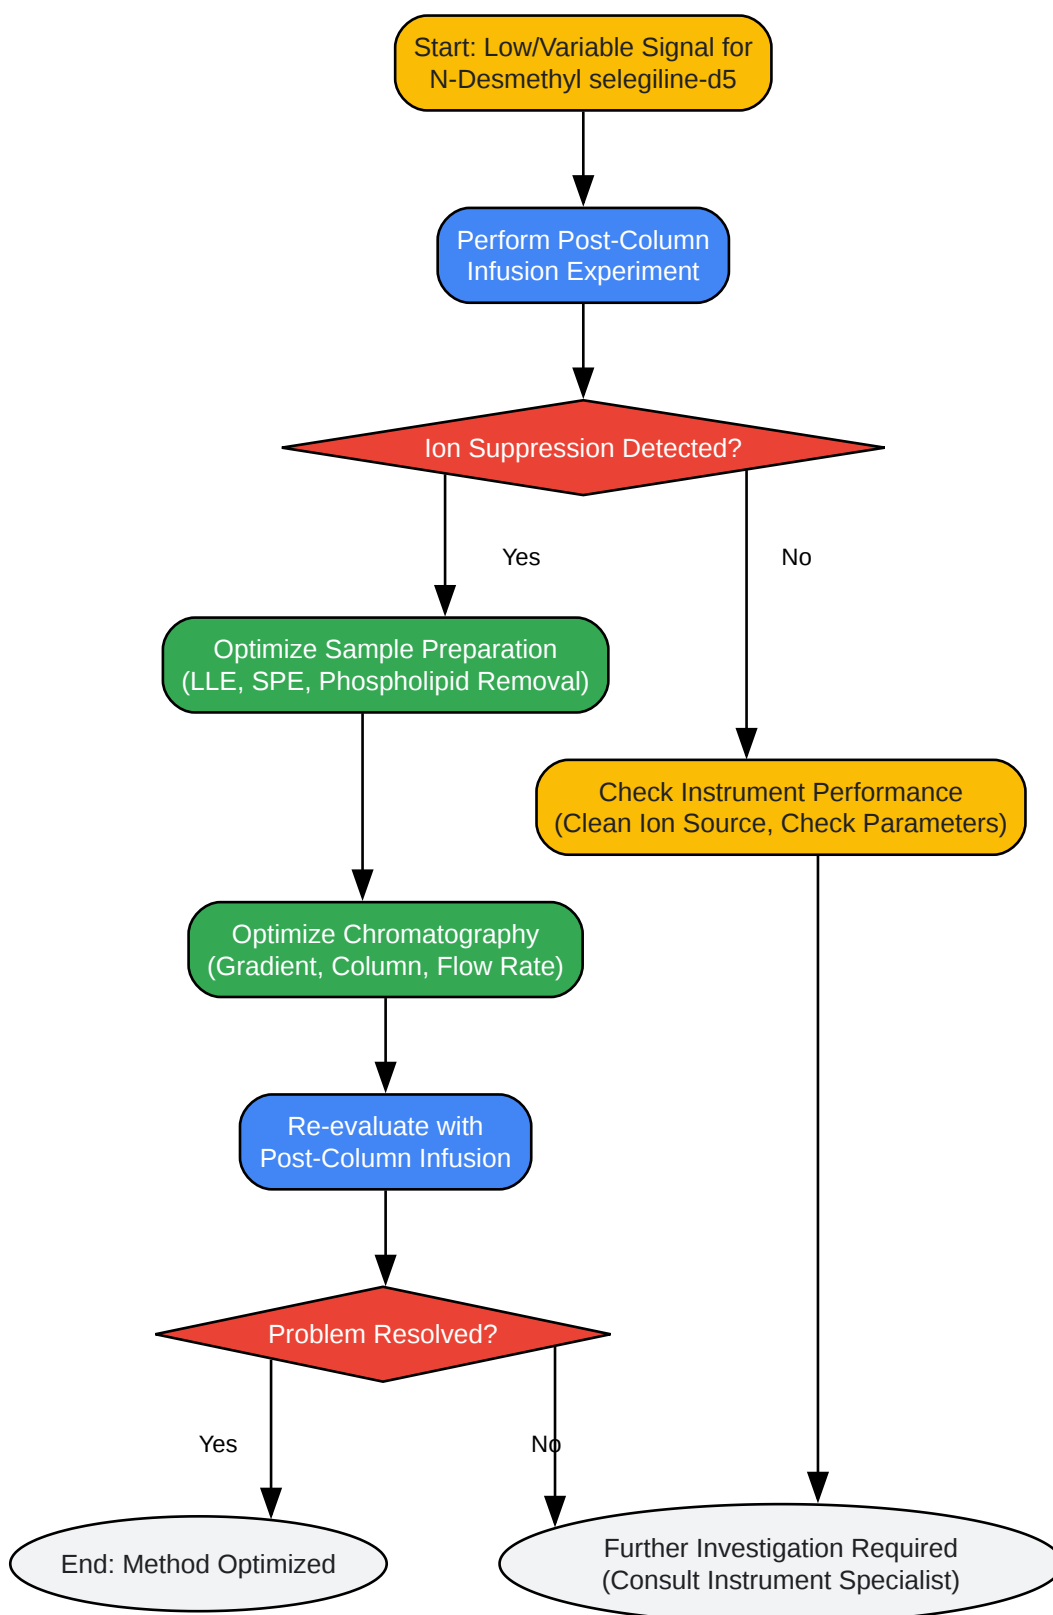 Start: Low/Variable Signal for
N-Desmethyl selegiline-d5
Perform Post-Column
Infusion Experiment
Ion Suppression Detected?
Yes
No
Optimize Sample Preparation
(LLE, SPE, Phospholipid Removal)
Check Instrument Performance
(Clean Ion Source, Check Parameters)
Optimize Chromatography
(Gradient, Column, Flow Rate)
Re-evaluate with
Post-Column Infusion
Problem Resolved?
Yes
No
End: Method Optimized
Further Investigation Required
(Consult Instrument Specialist)